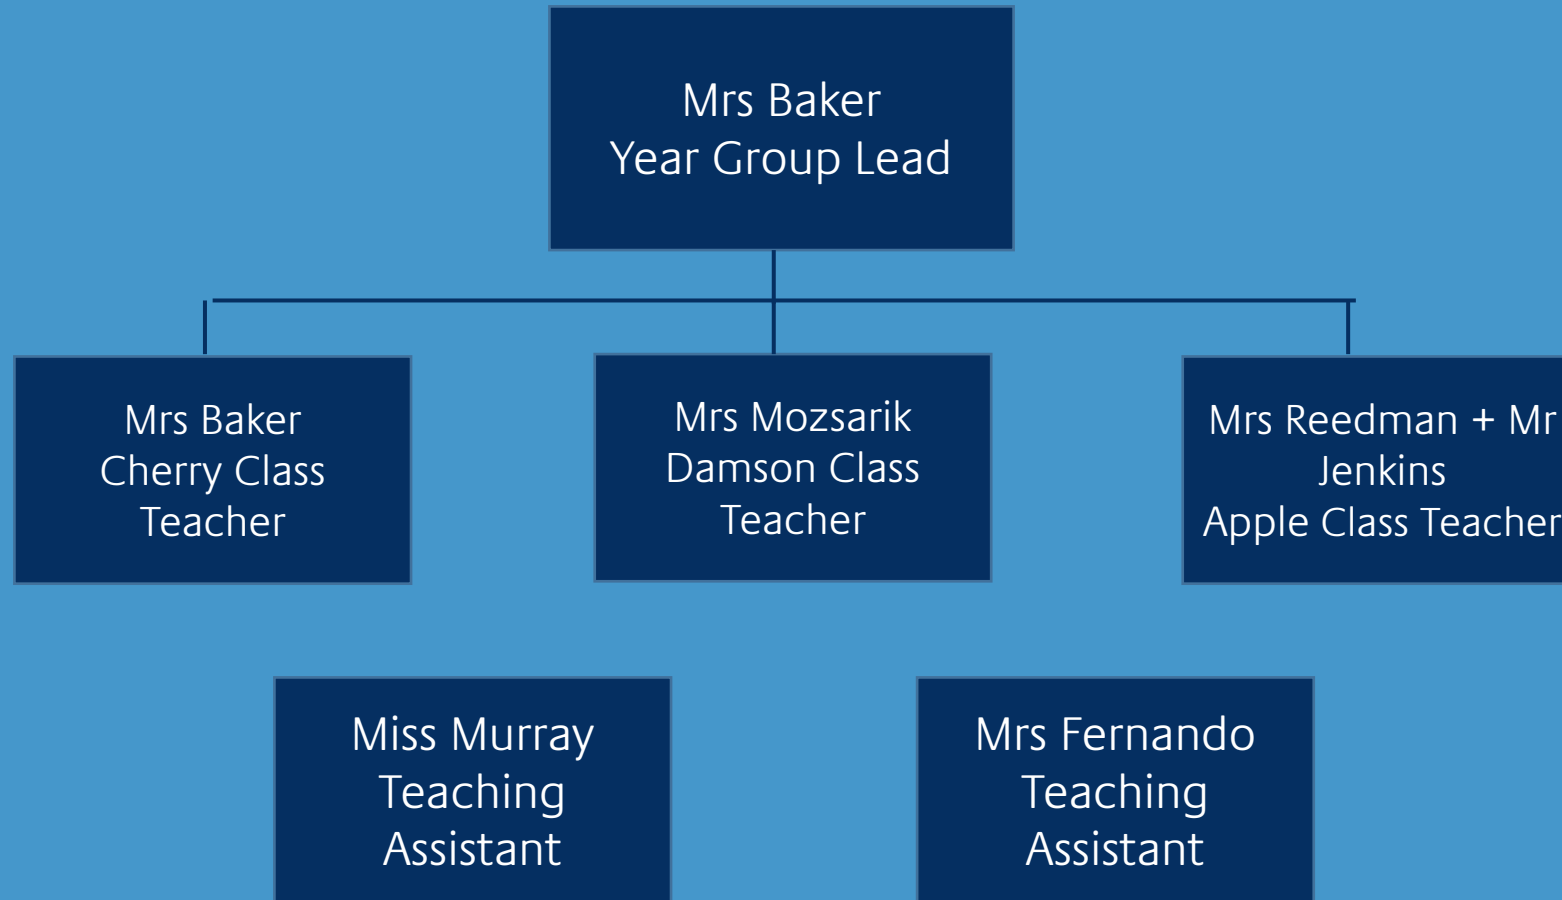 Mrs Baker
Year Group Lead
Mrs Baker
Cherry Class
Teacher
Mrs Mozsarik
Damson Class
Teacher
Mrs Reedman + Mr
Jenkins
Apple Class Teacher
Miss Murray
Teaching
Assistant
Mrs Fernando
Teaching
Assistant